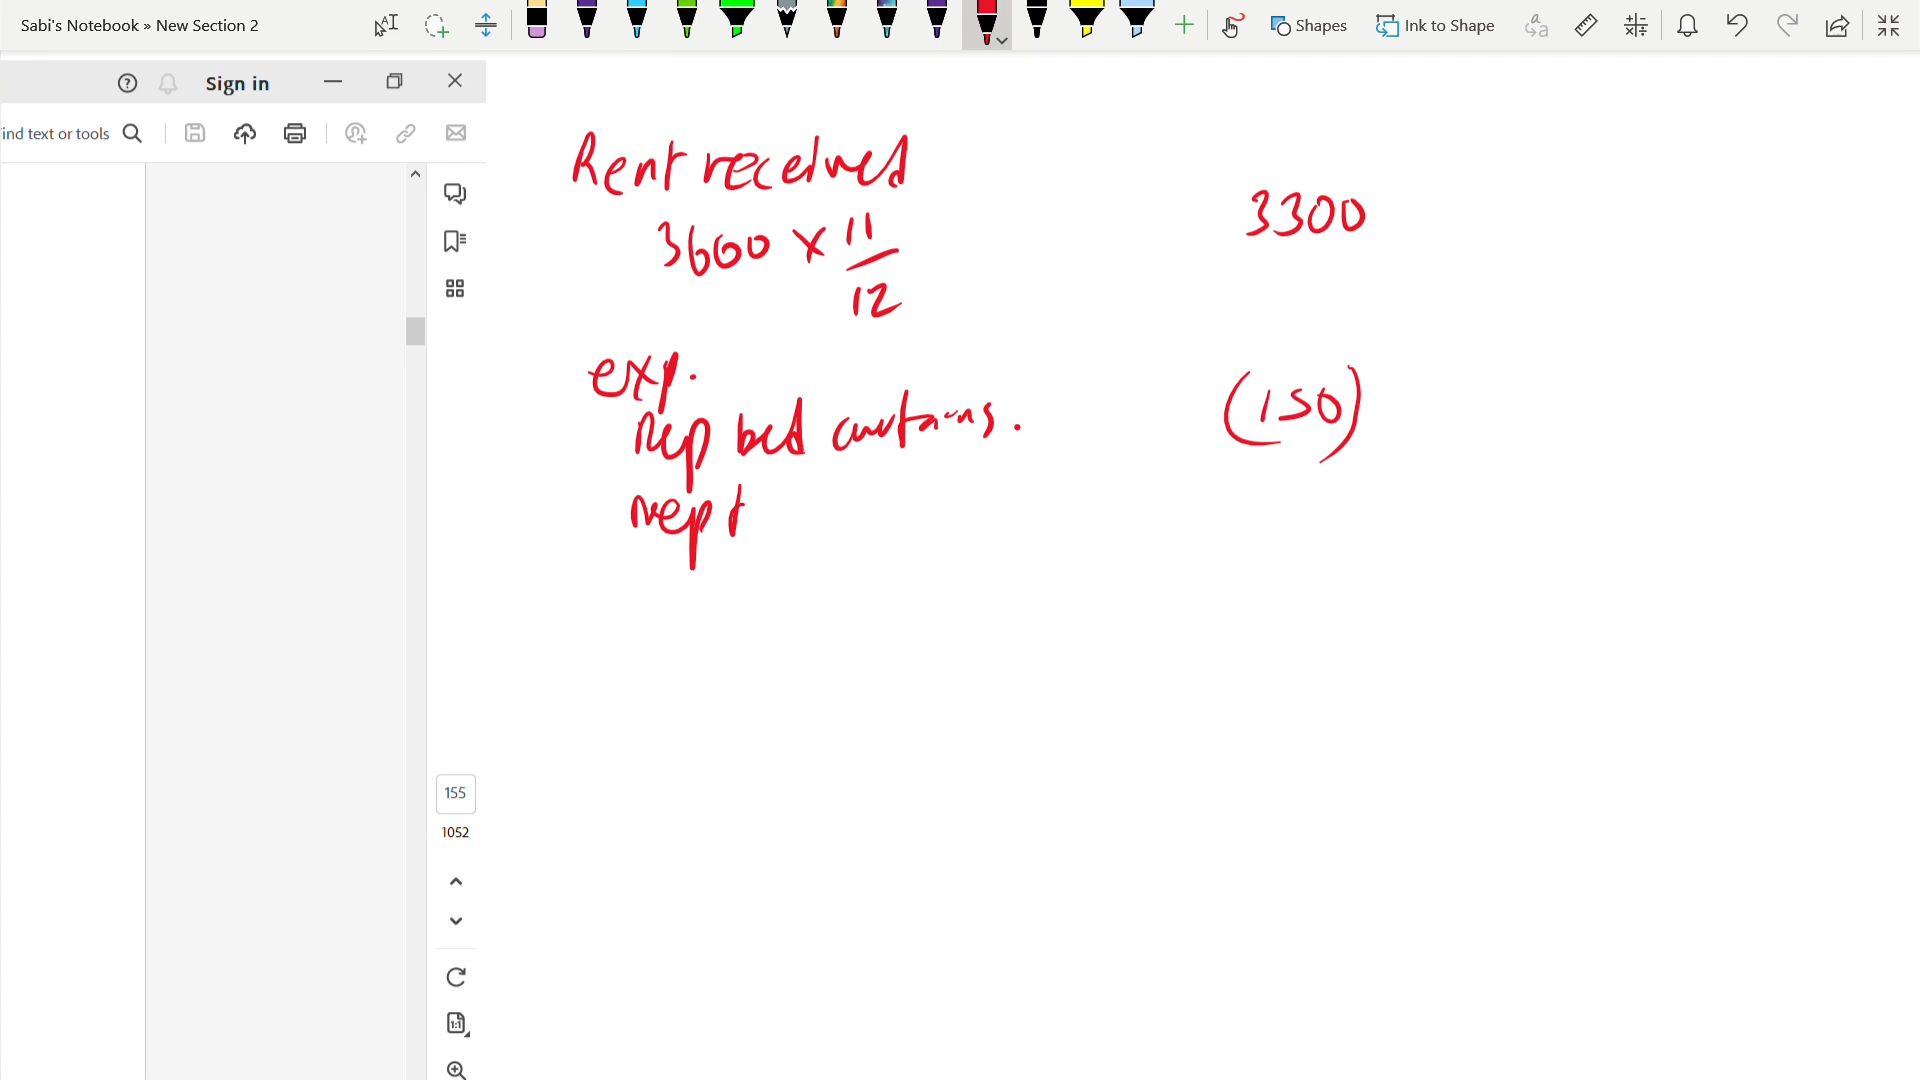 Sabi's Notebook » New Section 2
Shapes
Ink to Shape
Sign in
ind text or tools
Rent received
3600 x 11/12
3300
exp.
Rep bed curtains.
(150)
rep t
155
1052